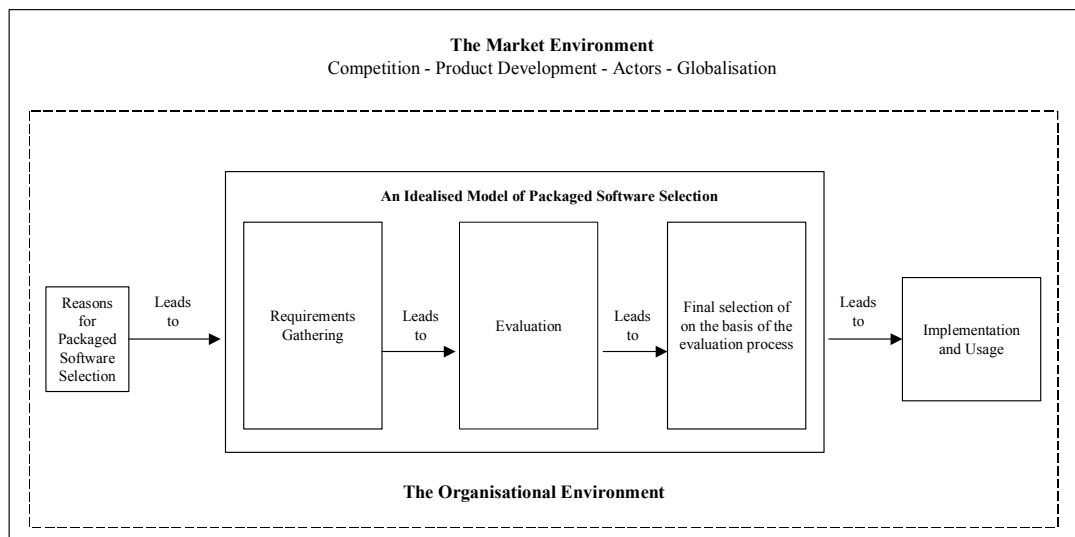 The Market Environment
Competition - Product Development - Actors - Globalisation
An Idealised Model of Packaged Software Selection
Reasons
for
Packaged
Software
Selection
Leads
to
Requirements
Gathering
Leads
to
Evaluation
Leads
to
Final selection of
on the basis of the
evaluation process
Leads
to
Implementation
and Usage
The Organisational Environment